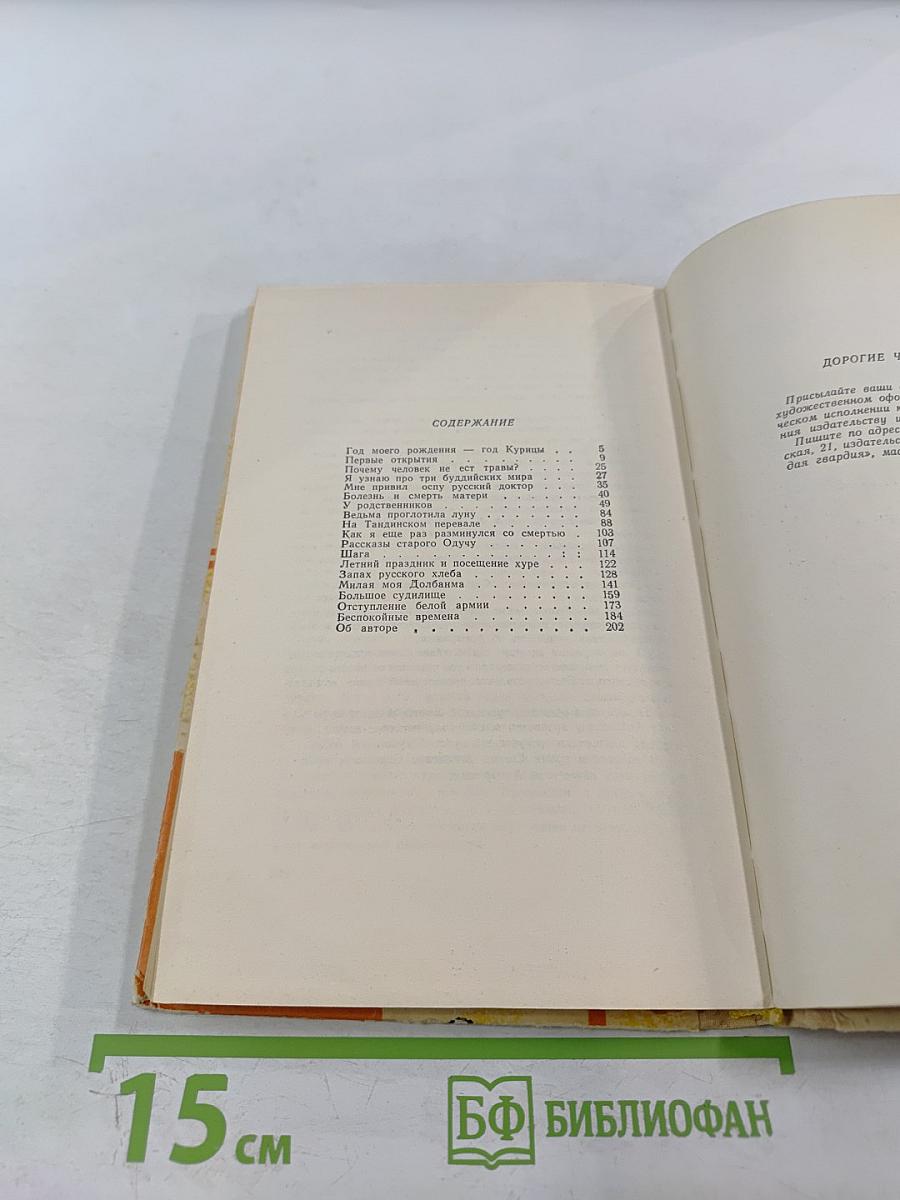 СОДЕРЖАНИЕ
Год моего рождения — год Курицы . . 5
Первые открытия . . . . . . . . . 9
Почему человек не ест травы? . . . . 25
Я узнаю про три буддийских мира . . . 27
Мне привил оспу русский доктор . . . 35
Болезнь и смерть матери . . . . . . 40
У родственников . . . . . . . . . 49
Ведьма проглотила луну . . . . . . 84
На Тандинском перевале . . . . . . 88
Как я еще раз разминулся со смертью . 103
Рассказы старого Одучу . . . . . . 107
Шага . . . . . . . . . . . : : 114
Летний праздник и посещение хуре . . . 122
Запах русского хлеба . . . . . . . 128
Милая моя Долбанма . . . . . . . 141
Большое судилище . . . . . . . . 159
Отступление белой армии . . . . . 173
Беспокойные времена . . . . . . . 184
Об авторе . . . . . . . . . . . 202
ДОРОГИЕ Ч
Присылайте ваши
художественном офо
ческом исполнении
ния издательству
Пишите по адрес
ская, 21, издательс
дая гвардия», мас
15 см
БФ БИБЛИОФАН